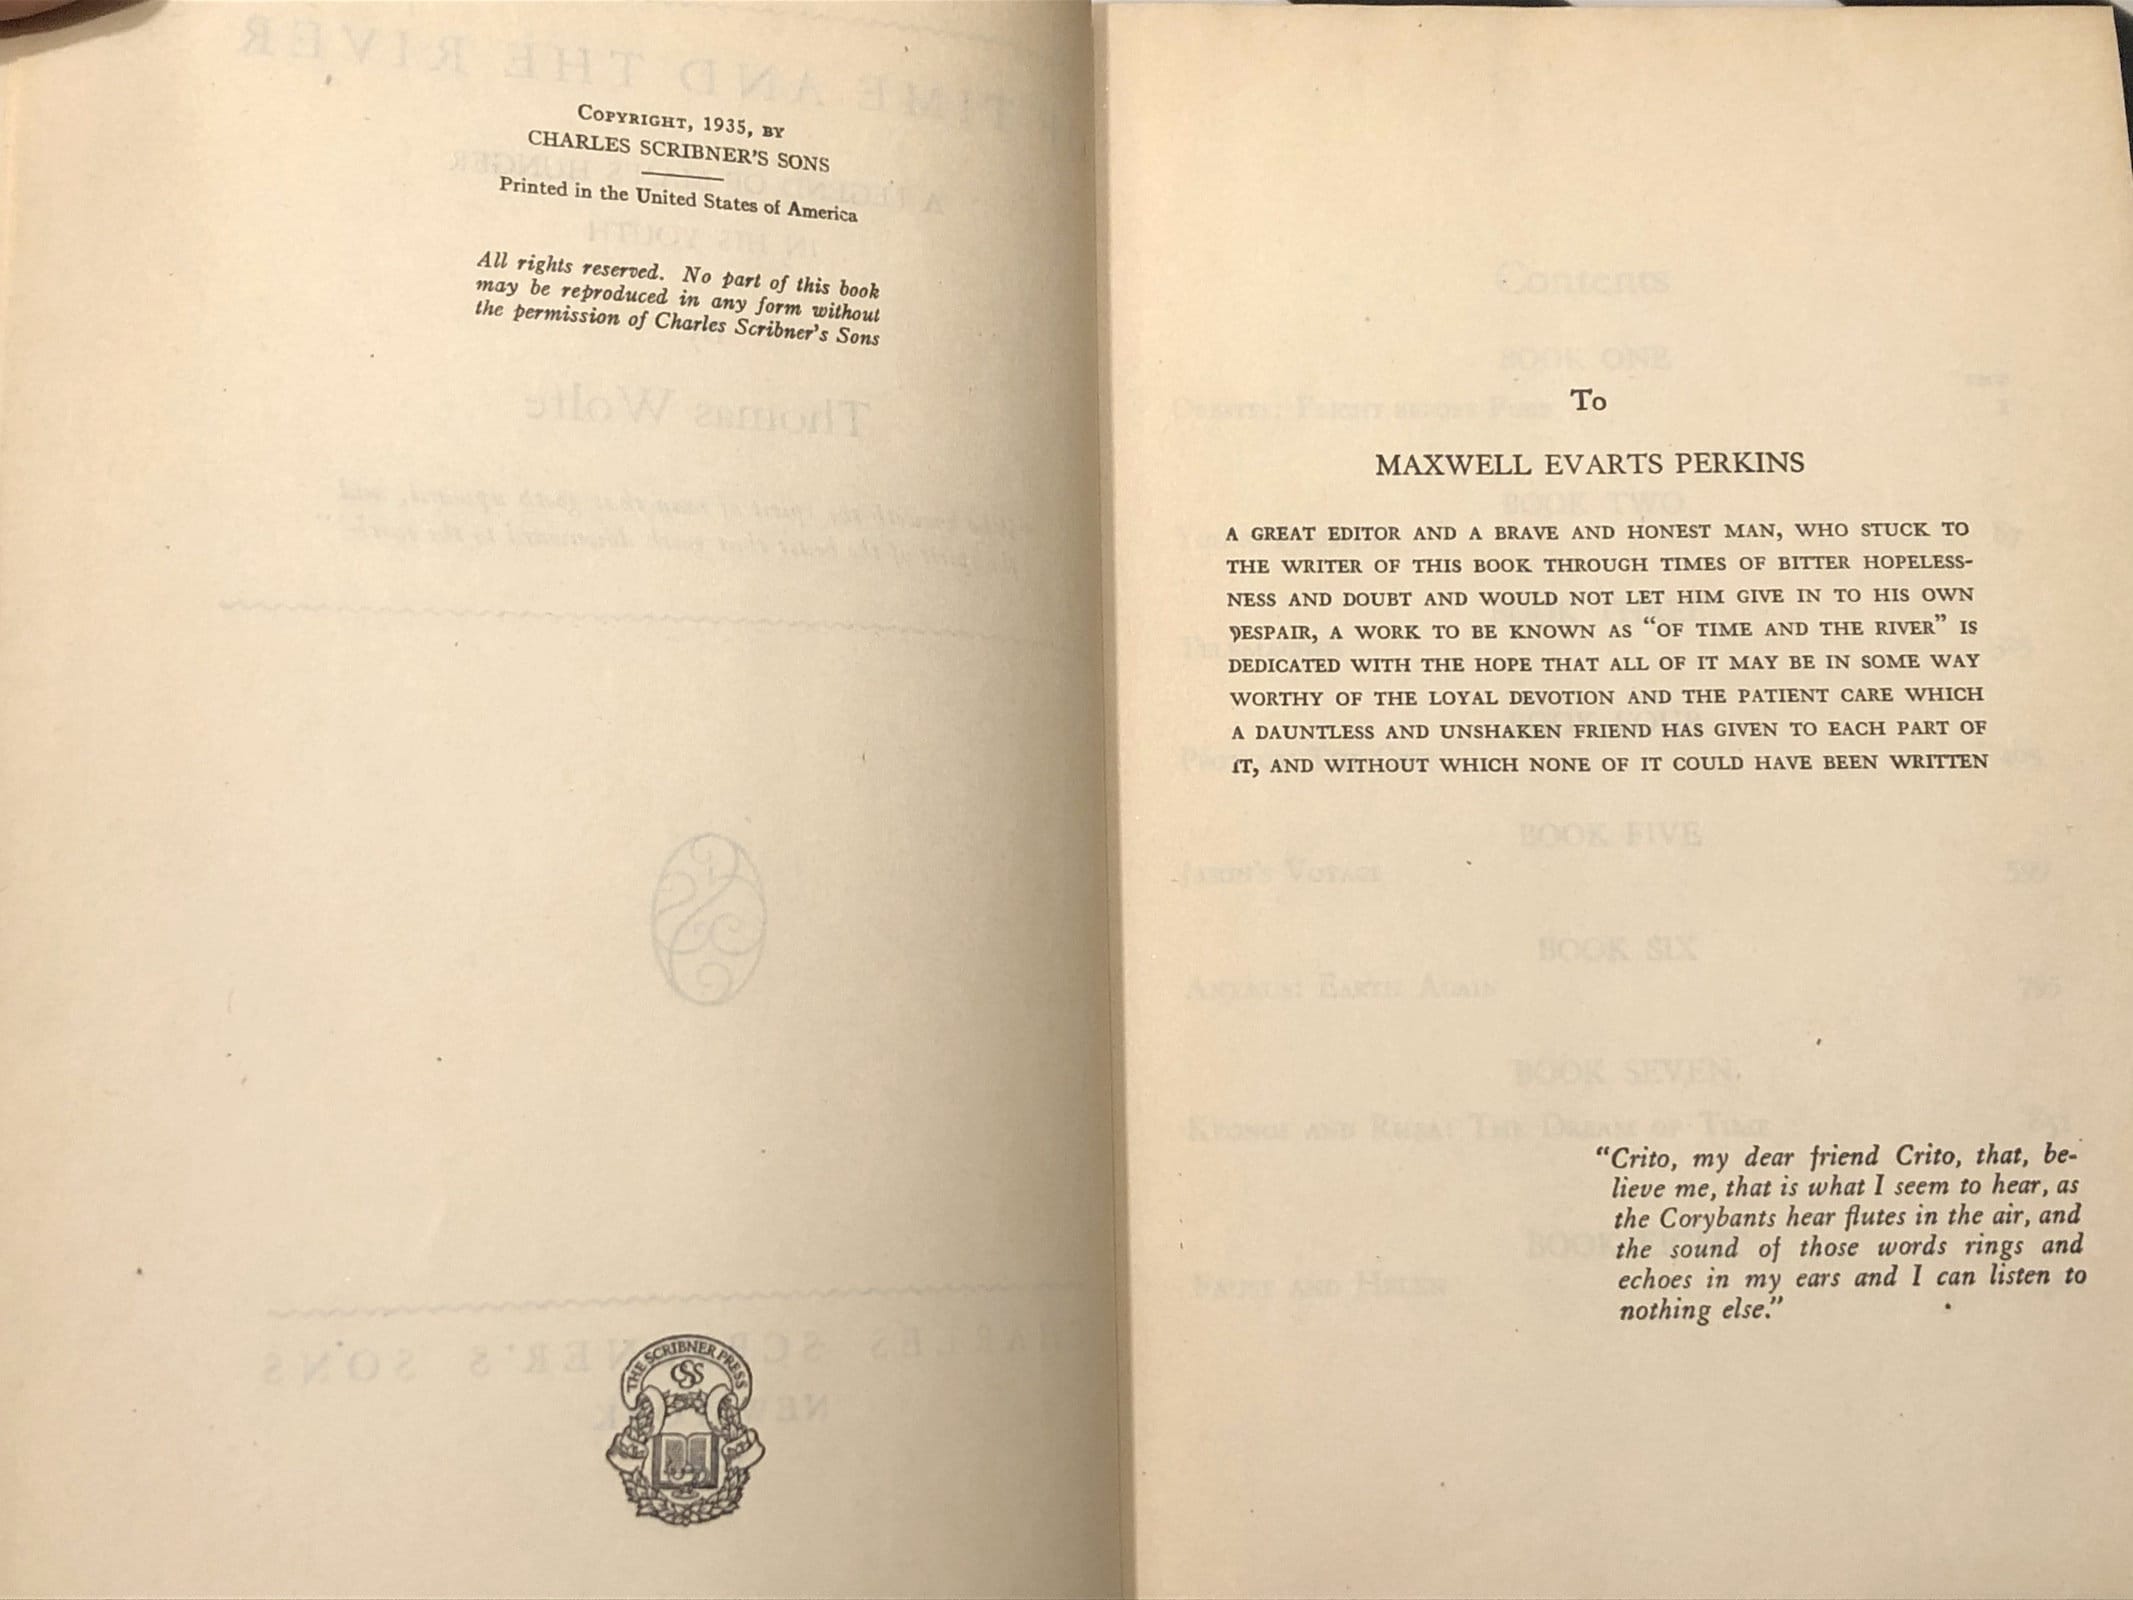 COPYRIGHT, 1935, BY
CHARLES SCRIBNER'S SONS
Printed in the United States of America
All rights reserved. No part of this book
may be reproduced in any form without
the permission of Charles Scribner's Sons
THE SCRIBNER PRESS
To
MAXWELL EVARTS PERKINS
A GREAT EDITOR AND A BRAVE AND HONEST MAN, WHO STUCK TO
THE WRITER OF THIS BOOK THROUGH TIMES OF BITTER HOPELESS-
NESS AND DOUBT AND WOULD NOT LET HIM GIVE IN TO HIS OWN
DESPAIR, A WORK TO BE KNOWN AS "OF TIME AND THE RIVER" IS
DEDICATED WITH THE HOPE THAT ALL OF IT MAY BE IN SOME WAY
WORTHY OF THE LOYAL DEVOTION AND THE PATIENT CARE WHICH
A DAUNTLESS AND UNSHAKEN FRIEND HAS GIVEN TO EACH PART OF
IT, AND WITHOUT WHICH NONE OF IT COULD HAVE BEEN WRITTEN
"Crito, my dear friend Crito, that, be-
lieve me, that is what I seem to hear, as
the Corybants hear flutes in the air, and
the sound of those words rings and
echoes in my ears and I can listen to
nothing else."